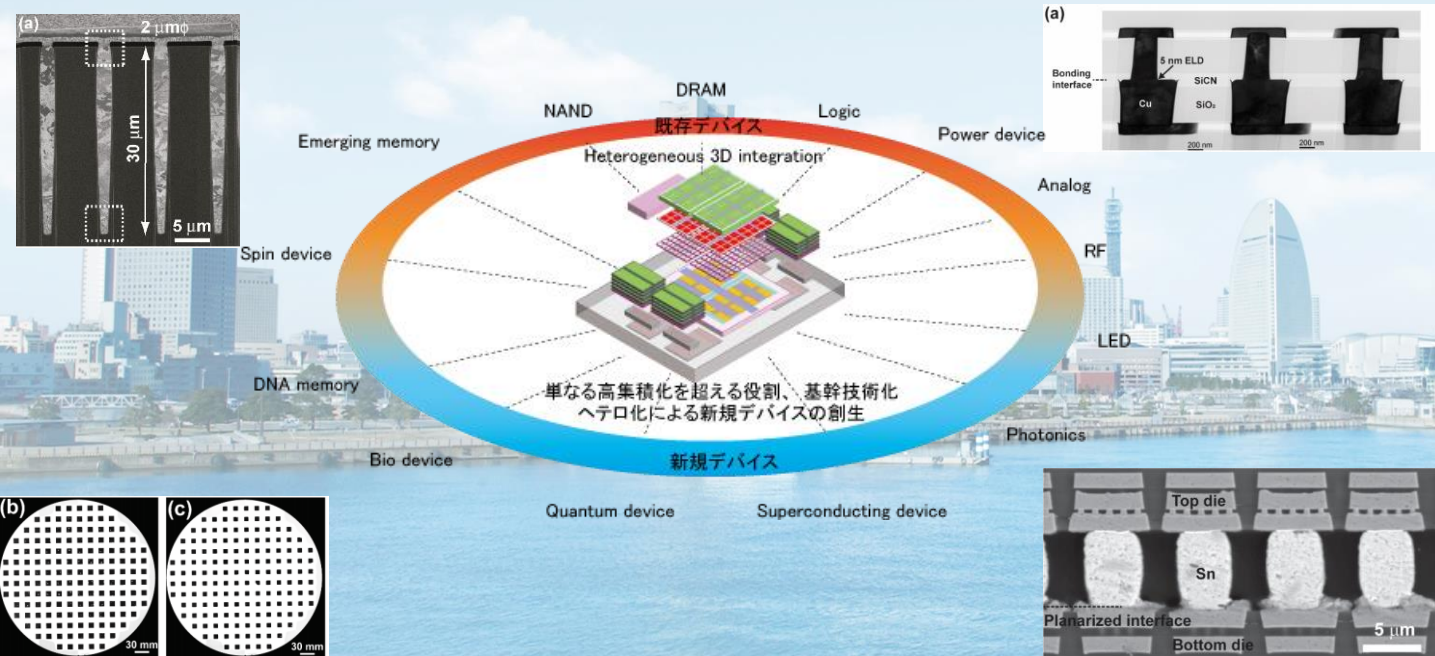 (a)
2 μmϕ
30 μm
5 μm
(a)
5 nm ELD
Bonding
interface
SiCN
Cu
SiO₂
200 nm
200 nm
DRAM
NAND
Logic
既存デバイス
Emerging memory
Power device
Heterogeneous 3D integration
Analog
Spin device
RF
LED
DNA memory
単なる高集積化を超える役割、基幹技術化
ヘテロ化による新規デバイスの創生
Photonics
Bio device
新規デバイス
Quantum device
Superconducting device
(b)
30 mm
(c)
30 mm
Top die
Sn
Planarized interface
5 μm
Bottom die